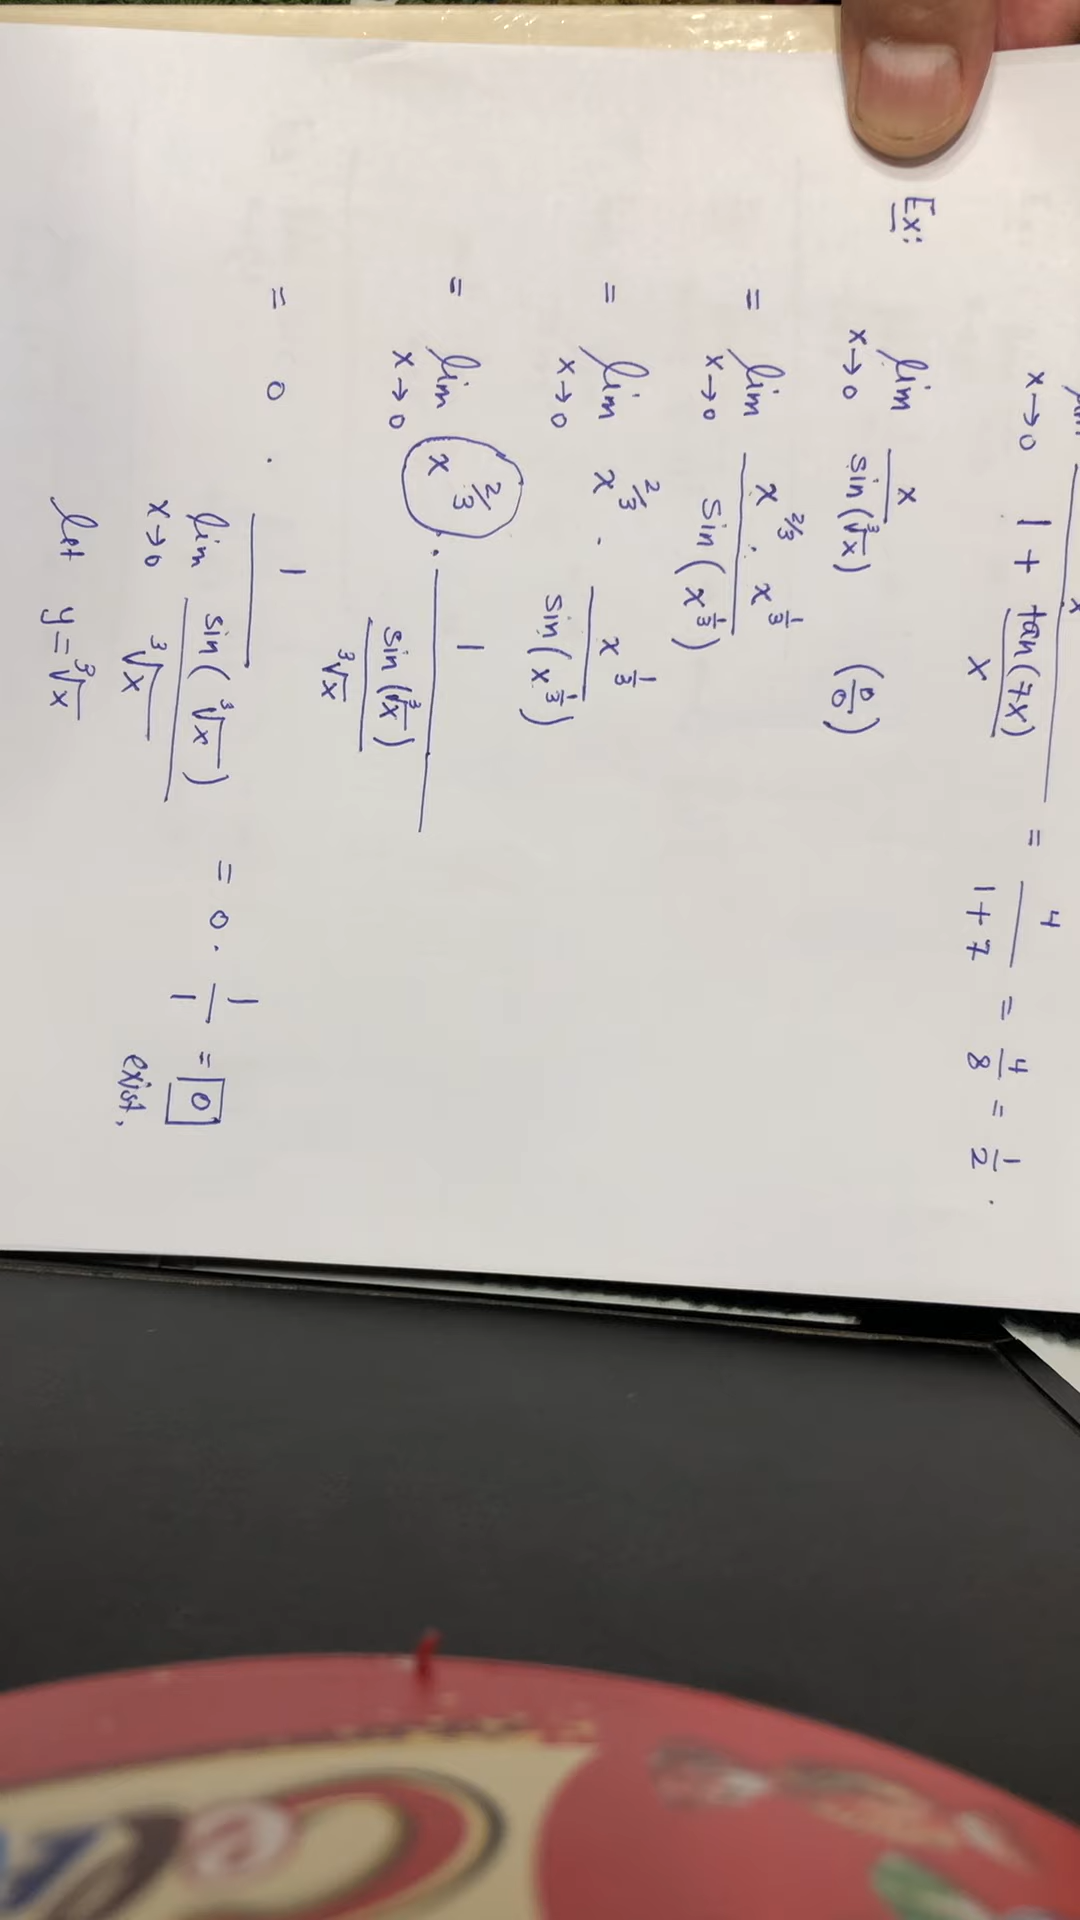 lim x→0 x / (1 + tan(7x)/x) = 4/(1+7) = 4/8 = 1/2 .
Ex: lim x→0 x / sin(∛x) (0/0)
= lim x→0 x^(2/3) · x^(1/3) / sin(x^(1/3))
= lim x→0 x^(2/3) · x^(1/3) / sin(x^(1/3))
= lim x→0 x^(2/3) · 1 / (sin(∛x) / ∛x)
= 0 · 1 / (lim x→0 sin(∛x) / ∛x) = 0 · 1/1 = 0 exist.
let y = ∛x